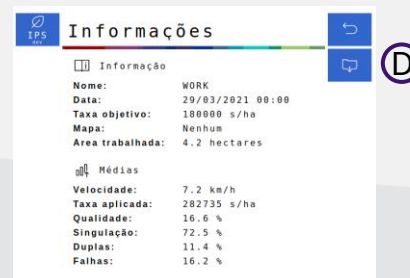 IPS
dev
Informações
D
Informação
Nome: WORK
Data: 29/03/2021 00:00
Taxa objetivo: 180000 s/ha
Mapa: Nenhum
Area trabalhada: 4.2 hectares
Médias
Velocidade: 7.2 km/h
Taxa aplicada: 282735 s/ha
Qualidade: 16.6 %
Singulação: 72.5 %
Duplas: 11.4 %
Falhas: 16.2 %